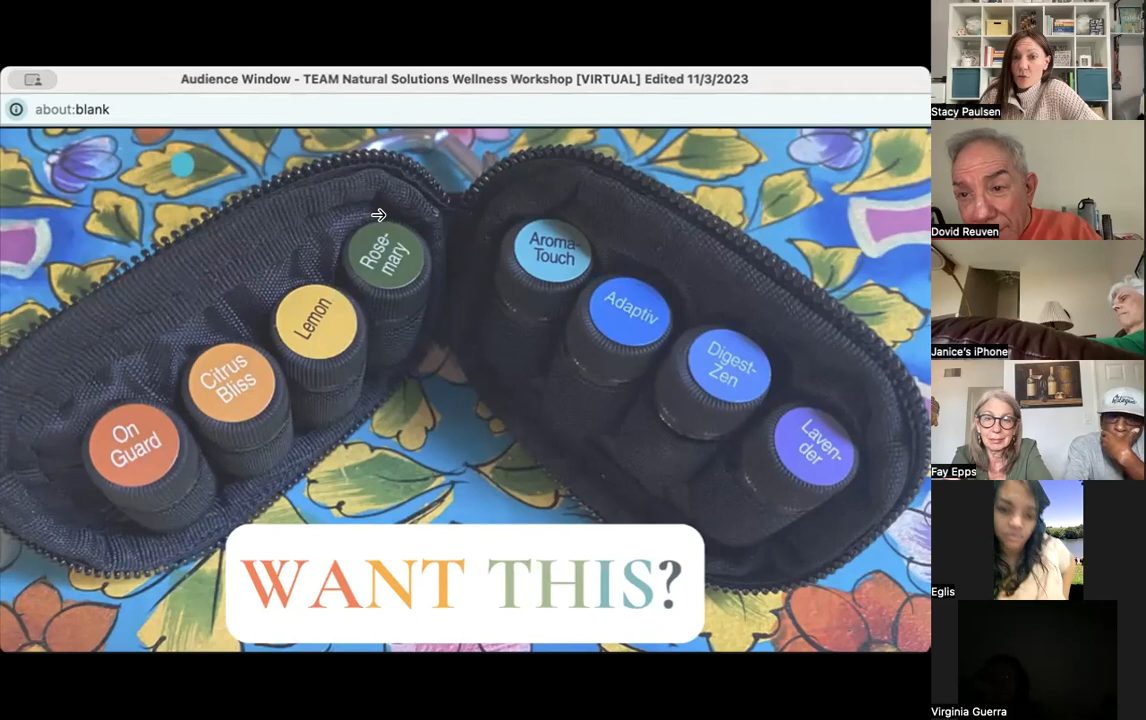 Audience Window - TEAM Natural Solutions Wellness Workshop [VIRTUAL] Edited 11/3/2023
about:blank
Rose-
mary
Lemon
Citrus
Bliss
On
Guard
Aroma-
Touch
Adaptiv
Digest-
Zen
Laven-
der
WANT THIS?
Stacy Paulsen
Dovid Reuven
Janice's iPhone
Fay Epps
Eglis
Virginia Guerra